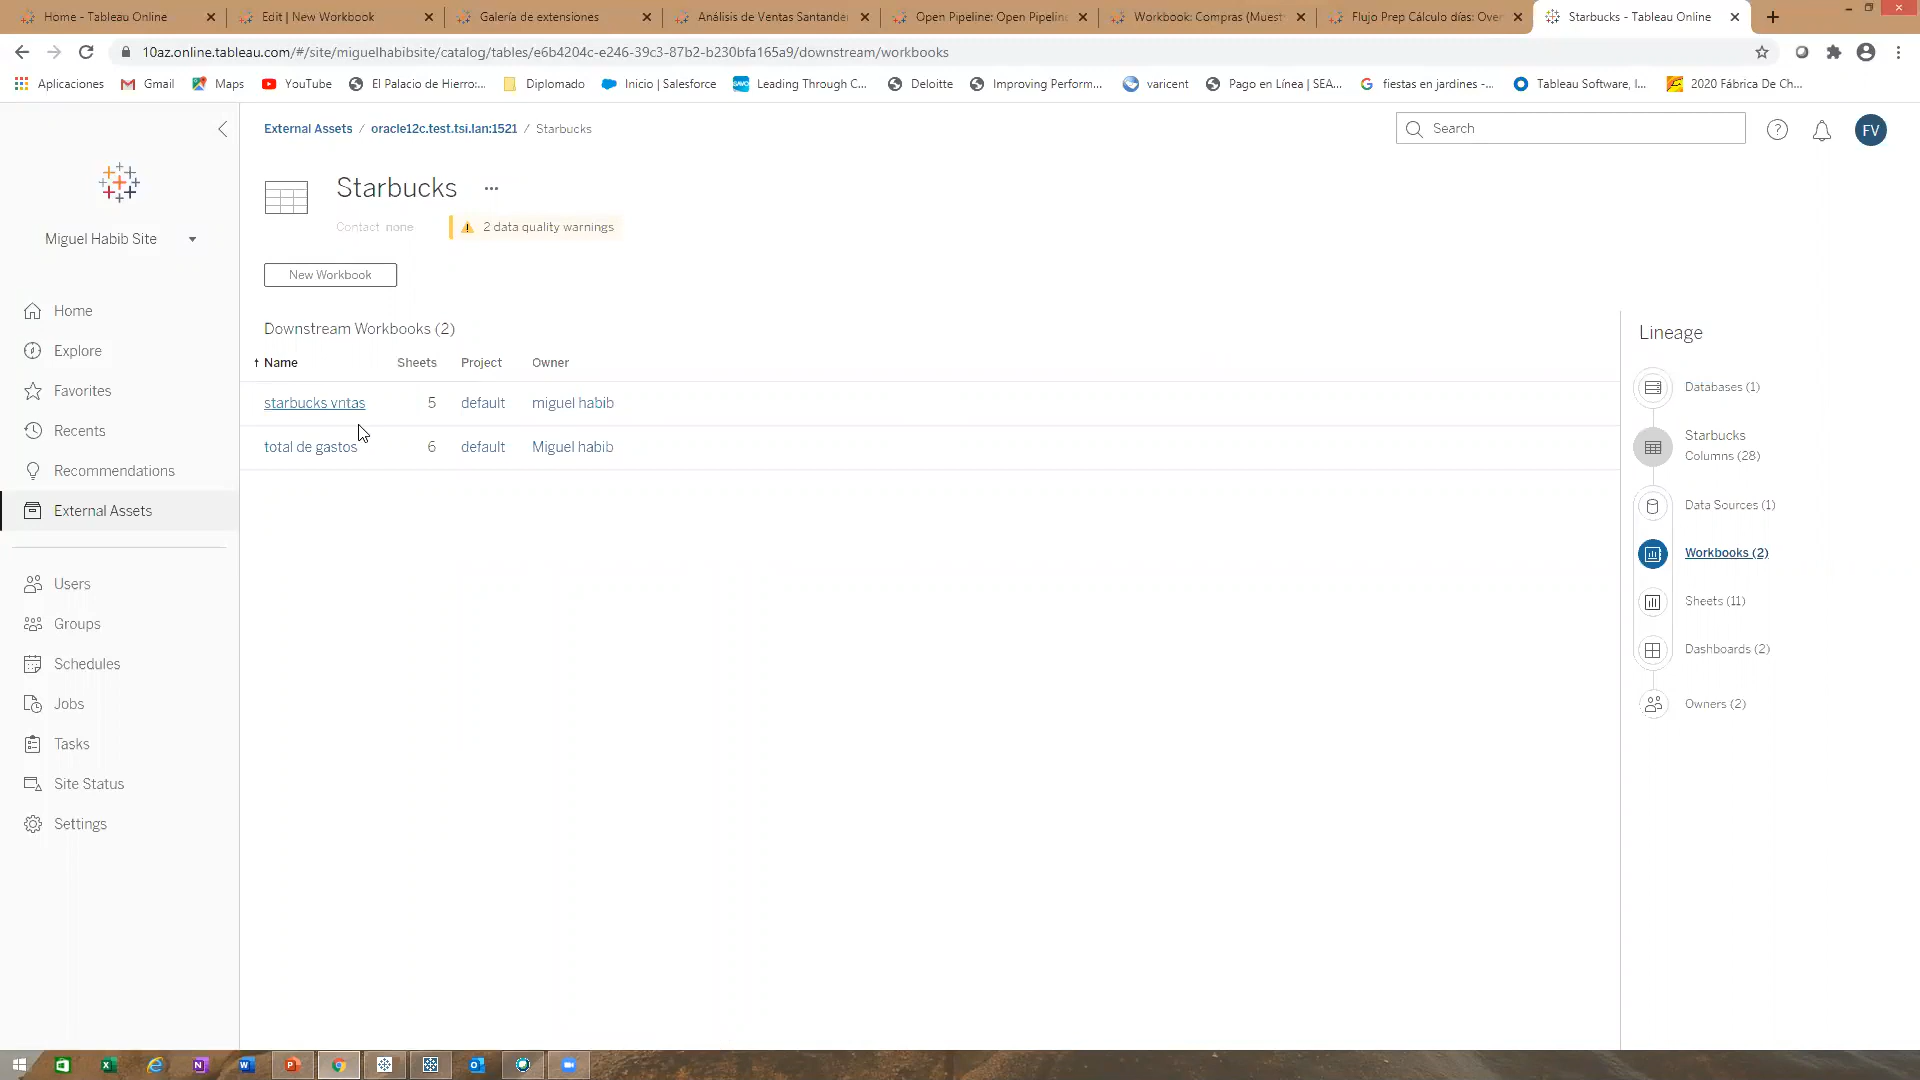 Home - Tableau Online
Edit | New Workbook
Galería de extensiones
Análisis de Ventas Santander
Open Pipeline: Open Pipeline
Workbook: Compras (Muest
Flujo Prep Cálculo días: Over
Starbucks - Tableau Online
10az.online.tableau.com/#/site/miguelhabibsite/catalog/tables/e6b4204c-e246-39c3-87b2-b230bfa165a9/downstream/workbooks
Aplicaciones
Gmail
Maps
YouTube
El Palacio de Hierro:...
Diplomado
Inicio | Salesforce
Leading Through C...
Deloitte
Improving Perform...
varicent
Pago en Línea | SEA...
fiestas en jardines -...
Tableau Software, I...
2020 Fábrica De Ch...
External Assets / oracle12c.test.tsi.lan:1521 / Starbucks
Search
FV
Starbucks ...
Contact none
2 data quality warnings
New Workbook
Miguel Habib Site
Home
Explore
Favorites
Recents
Recommendations
External Assets
Users
Groups
Schedules
Jobs
Tasks
Site Status
Settings
Downstream Workbooks (2)
↑ Name Sheets Project Owner
starbucks vntas 5 default miguel habib
total de gastos 6 default Miguel habib
Lineage
Databases (1)
Starbucks
Columns (28)
Data Sources (1)
Workbooks (2)
Sheets (11)
Dashboards (2)
Owners (2)